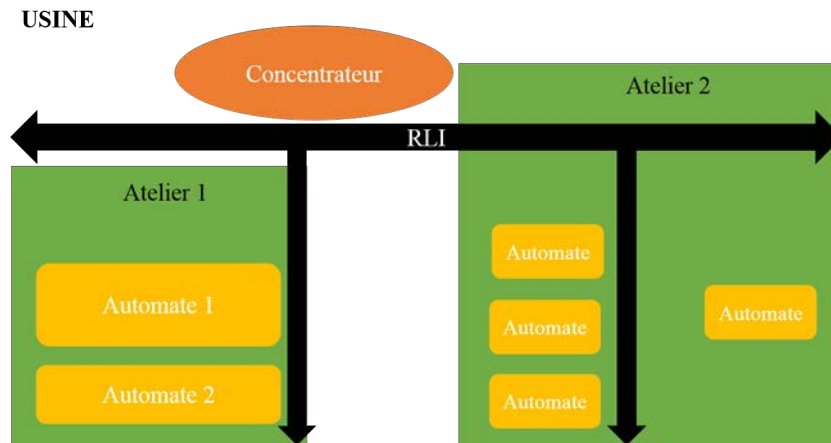 USINE
Concentrateur
Atelier 2
RLI
Atelier 1
Automate
Automate 1
Automate
Automate
Automate 2
Automate